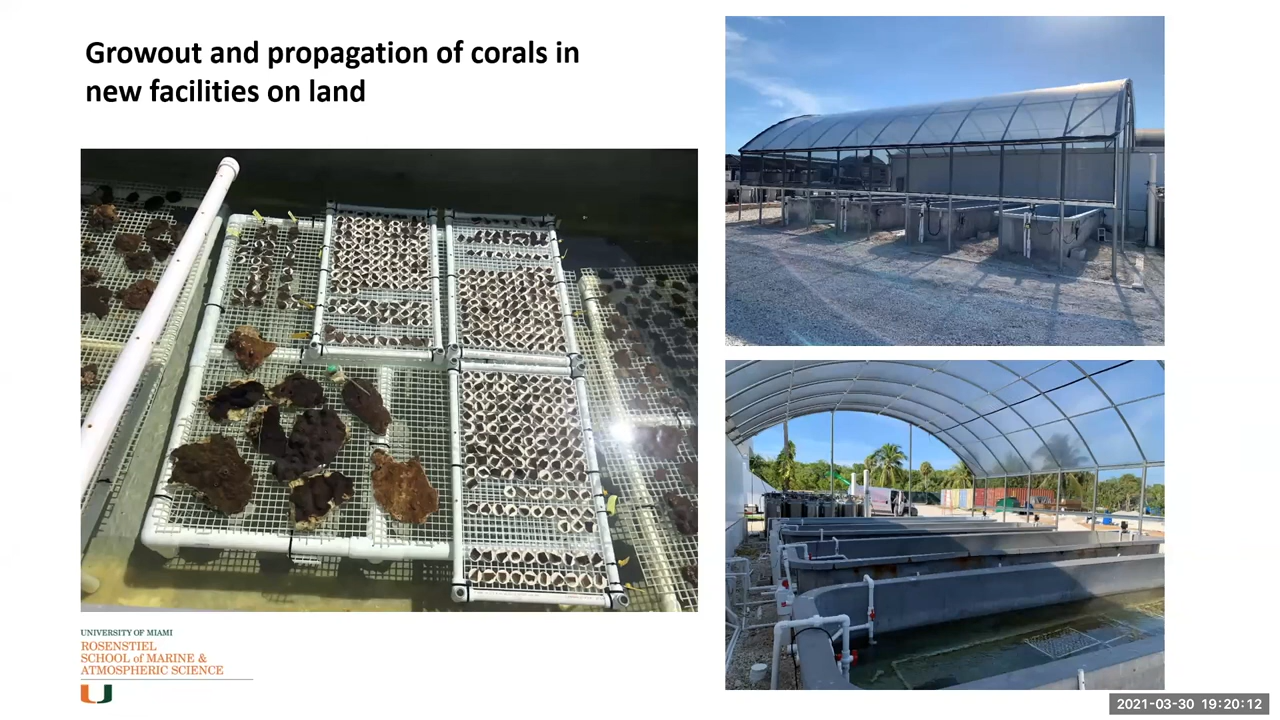 Growout and propagation of corals in
new facilities on land
UNIVERSITY OF MIAMI
ROSENSTIEL
SCHOOL of MARINE &
ATMOSPHERIC SCIENCE
2021-03-30 19:20:12